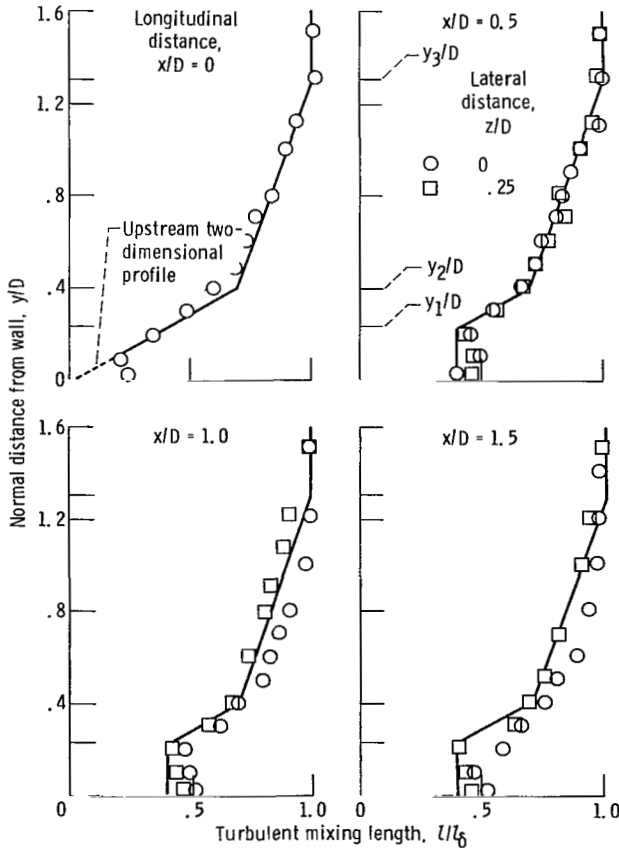 1.6
1.2
.8
.4
0
Longitudinal
distance,
x/D = 0
Upstream two-
dimensional
profile
x/D = 0.5
y3/D
Lateral
distance,
z/D
0
.25
y2/D
y1/D
Normal distance from wall, y/D
1.6
1.2
.8
.4
0
x/D = 1.0
.5
1.0
x/D = 1.5
0
.5
1.0
Turbulent mixing length, l/lδ